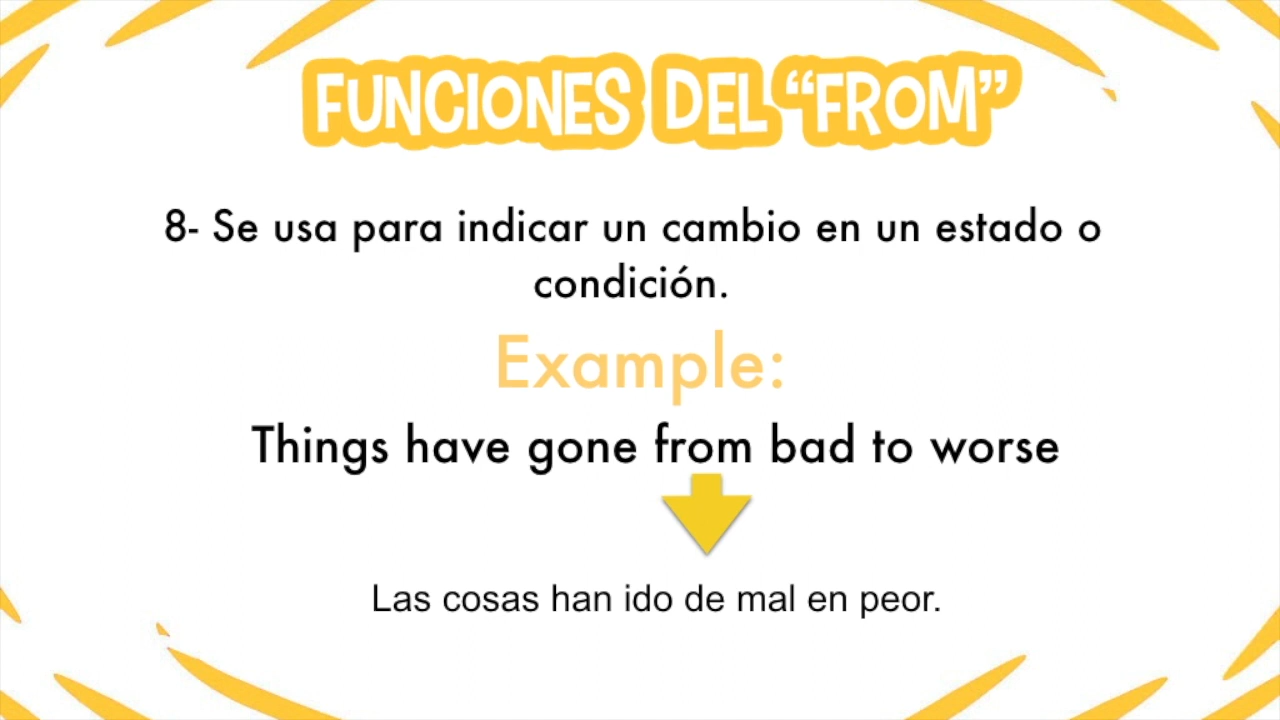 FUNCIONES DEL “FROM”
8- Se usa para indicar un cambio en un estado o
condición.
Example:
Things have gone from bad to worse
Las cosas han ido de mal en peor.